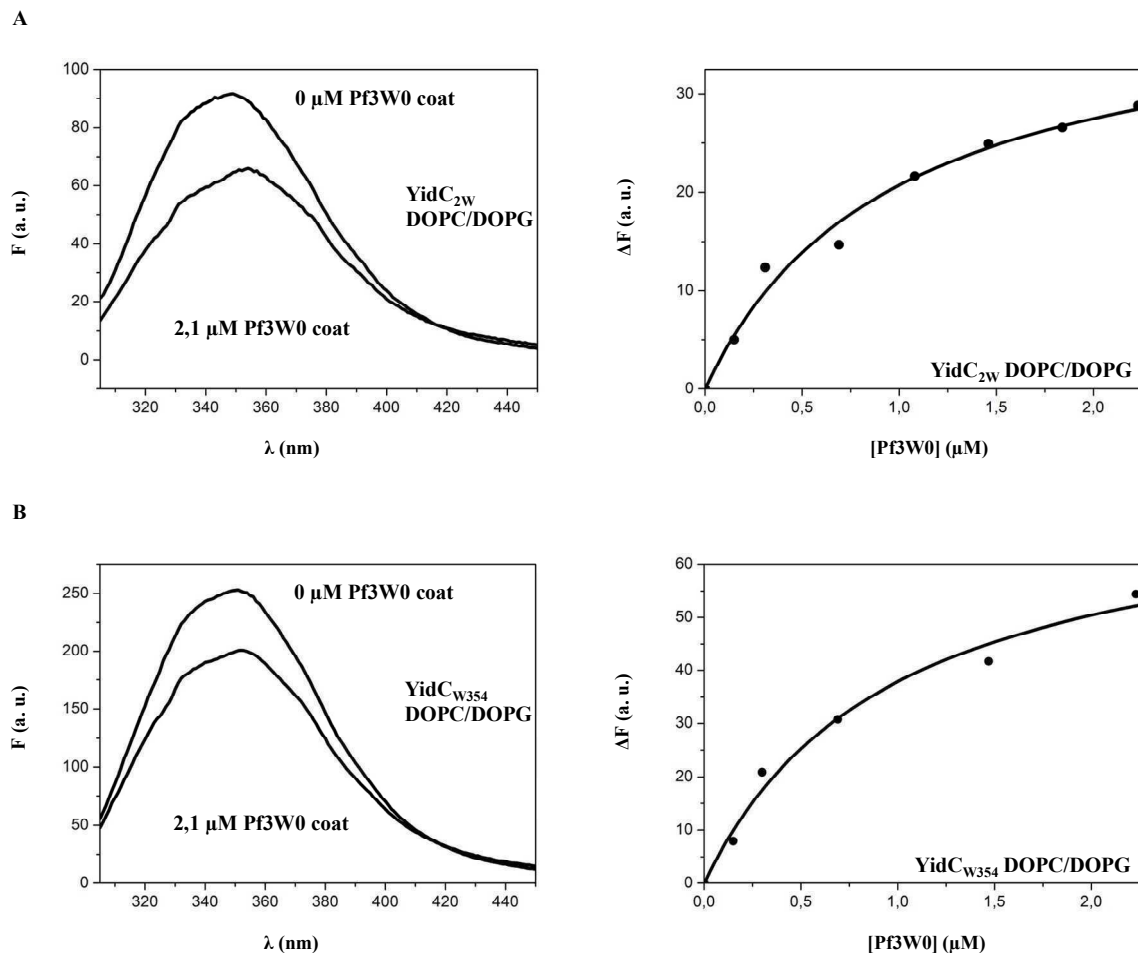 A
100
80
60
40
20
0
320 340 360 380 400 420 440
F (a. u.)
λ (nm)
0 µM Pf3W0 coat
YidC2W
DOPC/DOPG
2,1 µM Pf3W0 coat
30
20
10
0
0,0 0,5 1,0 1,5 2,0
ΔF (a. u.)
[Pf3W0] (µM)
YidC2W DOPC/DOPG
B
250
200
150
100
50
0
320 340 360 380 400 420 440
F (a. u.)
λ (nm)
0 µM Pf3W0 coat
YidCW354
DOPC/DOPG
2,1 µM Pf3W0 coat
60
50
40
30
20
10
0
0,0 0,5 1,0 1,5 2,0
ΔF (a. u.)
[Pf3W0] (µM)
YidCW354 DOPC/DOPG